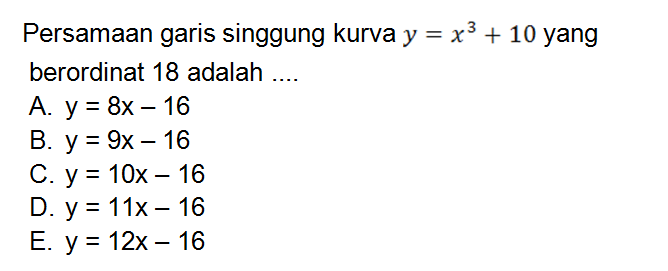 Persamaan garis singgung kurva y = x³ + 10 yang
berordinat 18 adalah ....
A. y = 8x – 16
B. y = 9x – 16
C. y = 10x – 16
D. y = 11x – 16
E. y = 12x – 16